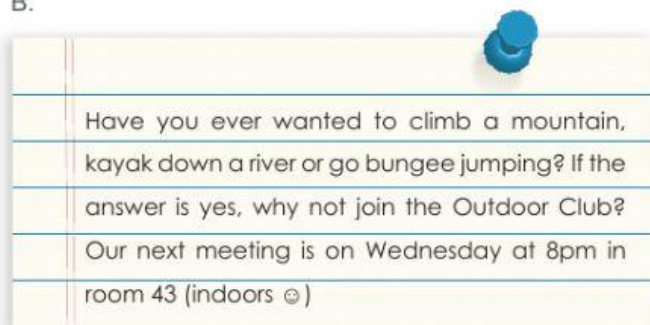 B.
Have you ever wanted to climb a mountain,
kayak down a river or go bungee jumping? If the
answer is yes, why not join the Outdoor Club?
Our next meeting is on Wednesday at 8pm in
room 43 (indoors ☺)